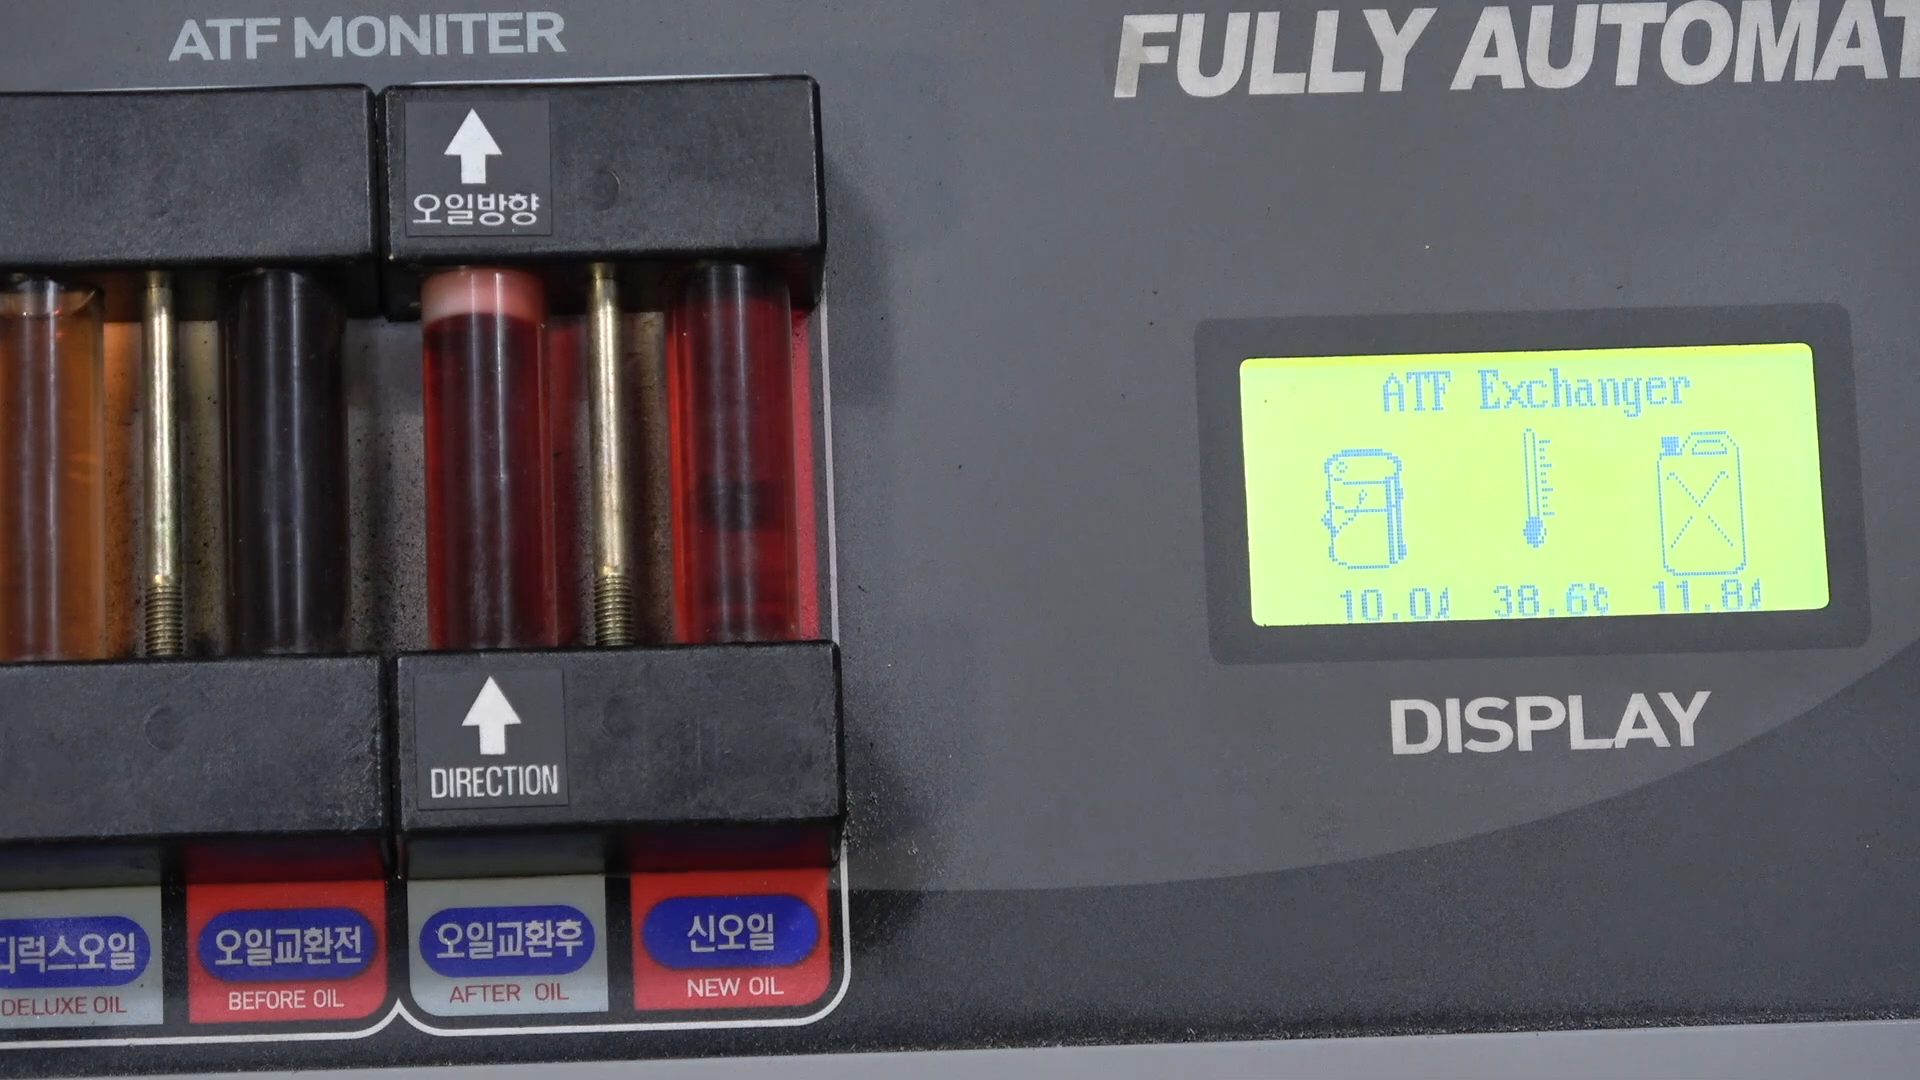 ATF MONITER
FULLY AUTOMAT
오일방향
ATF Exchanger
10.0ℓ 38.6℃ 11.8ℓ
DISPLAY
DIRECTION
디럭스오일
DELUXE OIL
오일교환전
BEFORE OIL
오일교환후
AFTER OIL
신오일
NEW OIL